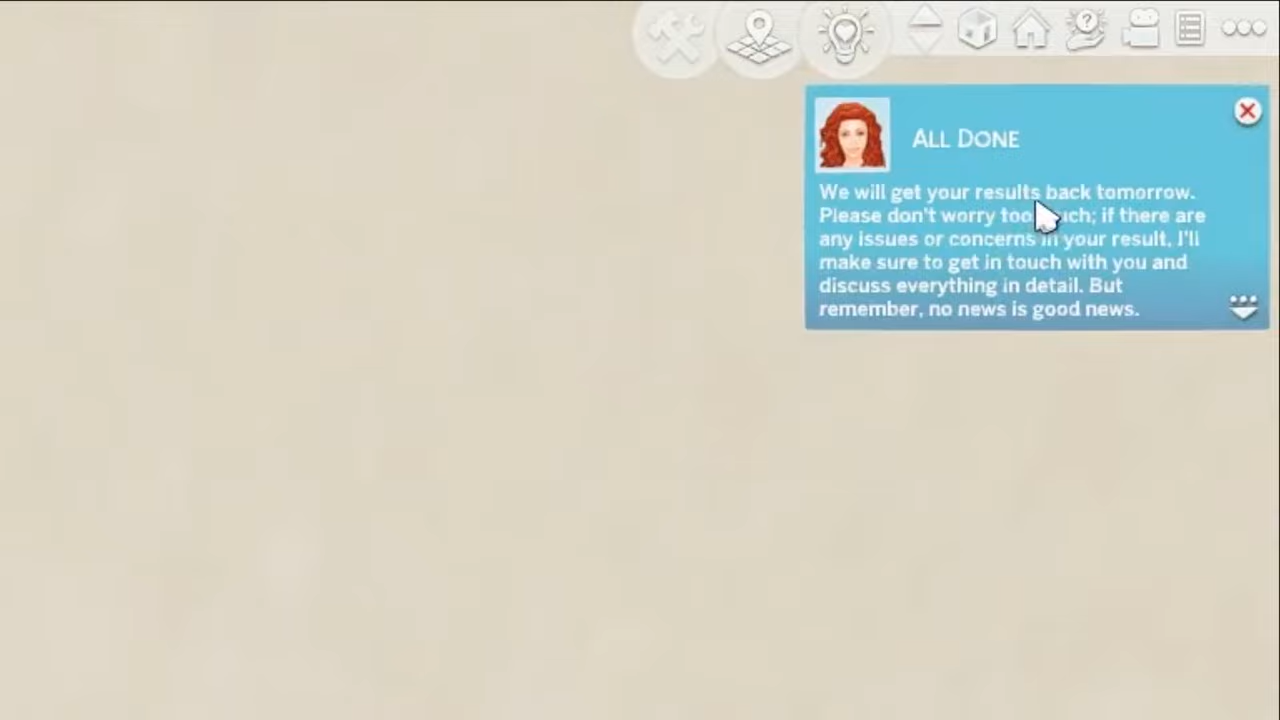 ALL DONE
We will get your results back tomorrow.
Please don't worry too much; if there are
any issues or concerns in your result, I'll
make sure to get in touch with you and
discuss everything in detail. But
remember, no news is good news.